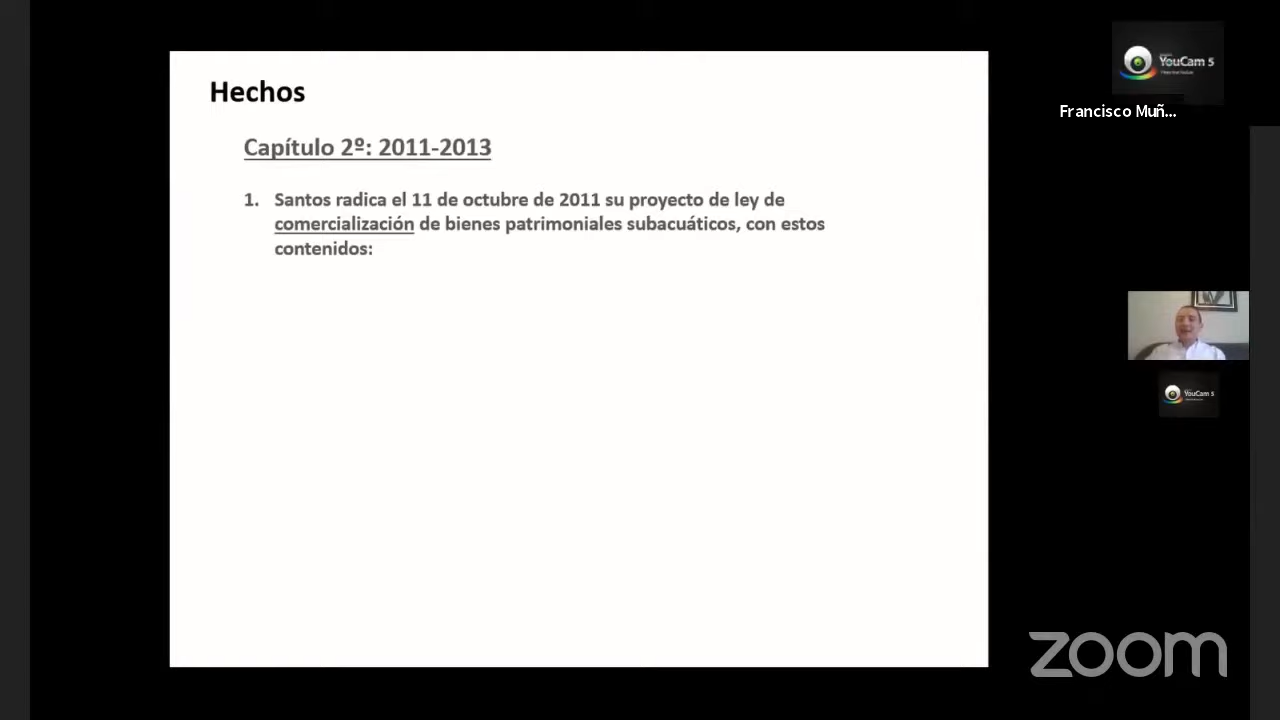 Hechos
Capítulo 2º: 2011-2013
1. Santos radica el 11 de octubre de 2011 su proyecto de ley de
comercialización de bienes patrimoniales subacuáticos, con estos
contenidos:
YouCam 5
Francisco Muñ...
YouCam 5
zoom